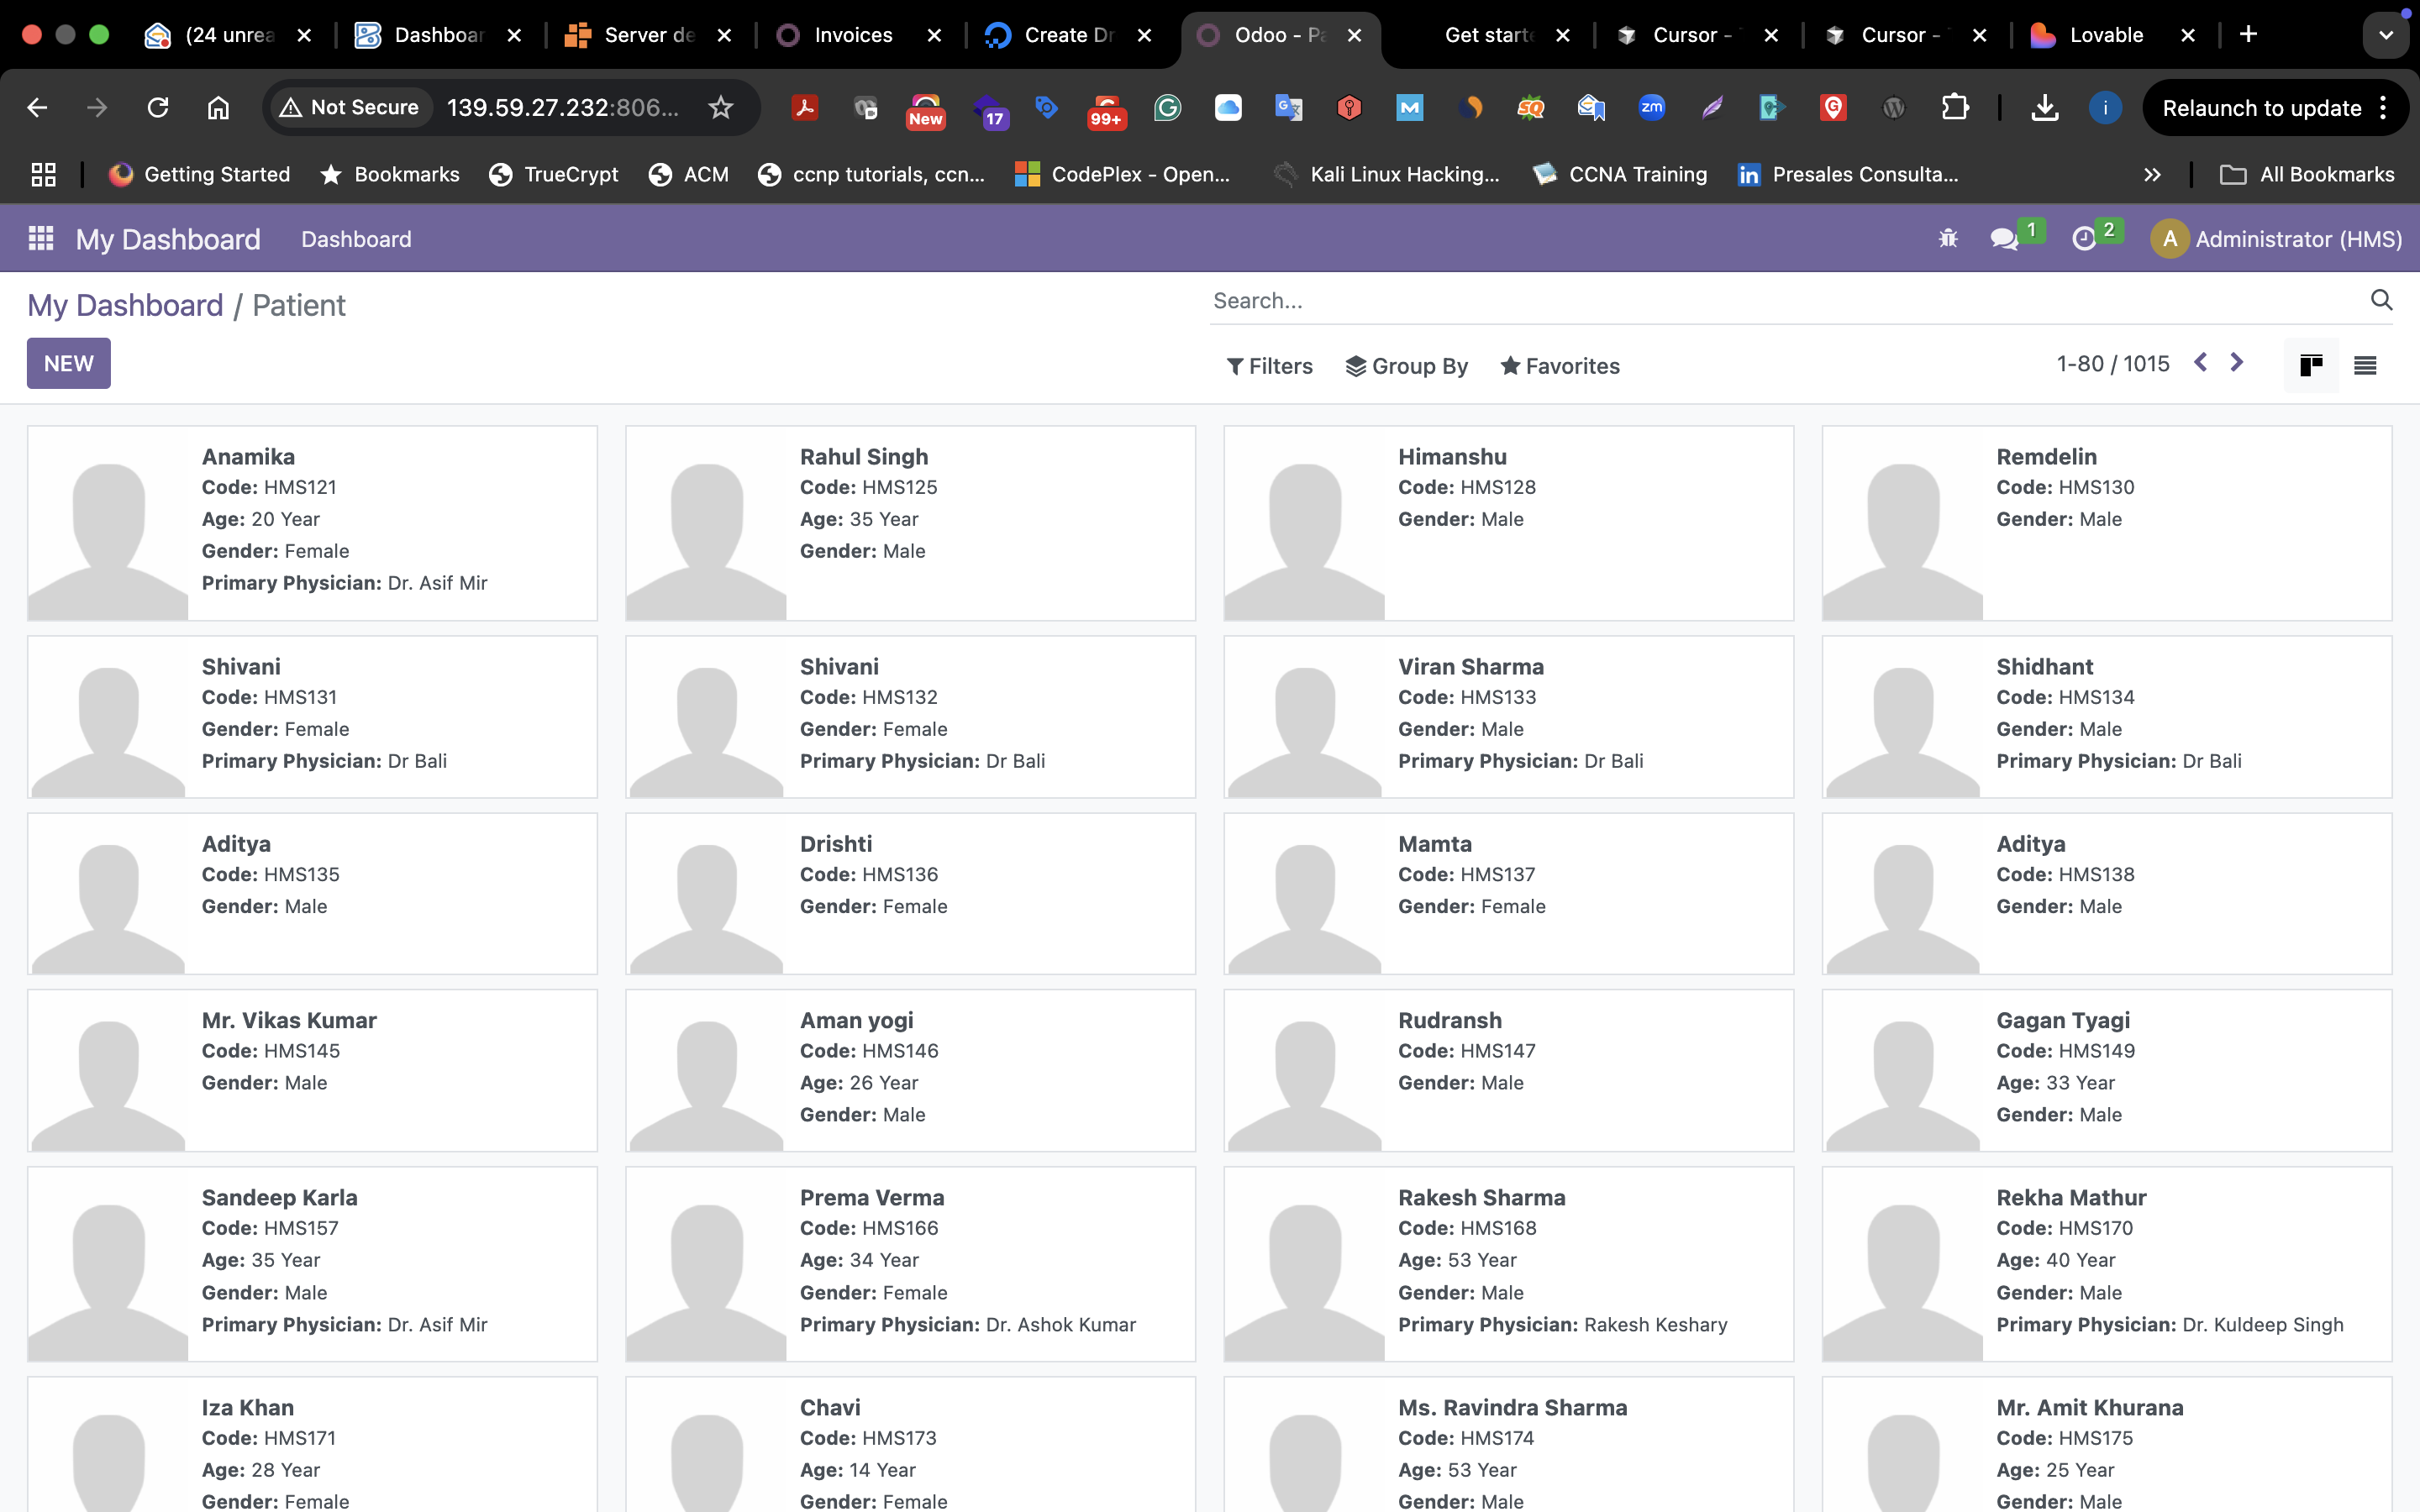 (24 unrea
Dashboar
Server de
Invoices
Create Dr
Odoo - Pa
Get starte
Cursor -
Cursor -
Lovable
Not Secure
139.59.27.232:806...
New
17
99+
zm
i
Relaunch to update
Getting Started
Bookmarks
TrueCrypt
ACM
ccnp tutorials, ccn...
CodePlex - Open...
Kali Linux Hacking...
CCNA Training
Presales Consulta...
All Bookmarks
My Dashboard
Dashboard
1
2
A
Administrator (HMS)
My Dashboard / Patient
Search...
NEW
Filters
Group By
Favorites
1-80 / 1015
Anamika
Code: HMS121
Age: 20 Year
Gender: Female
Primary Physician: Dr. Asif Mir
Rahul Singh
Code: HMS125
Age: 35 Year
Gender: Male
Himanshu
Code: HMS128
Gender: Male
Remdelin
Code: HMS130
Gender: Male
Shivani
Code: HMS131
Gender: Female
Primary Physician: Dr Bali
Shivani
Code: HMS132
Gender: Female
Primary Physician: Dr Bali
Viran Sharma
Code: HMS133
Gender: Male
Primary Physician: Dr Bali
Shidhant
Code: HMS134
Gender: Male
Primary Physician: Dr Bali
Aditya
Code: HMS135
Gender: Male
Drishti
Code: HMS136
Gender: Female
Mamta
Code: HMS137
Gender: Female
Aditya
Code: HMS138
Gender: Male
Mr. Vikas Kumar
Code: HMS145
Gender: Male
Aman yogi
Code: HMS146
Age: 26 Year
Gender: Male
Rudransh
Code: HMS147
Gender: Male
Gagan Tyagi
Code: HMS149
Age: 33 Year
Gender: Male
Sandeep Karla
Code: HMS157
Age: 35 Year
Gender: Male
Primary Physician: Dr. Asif Mir
Prema Verma
Code: HMS166
Age: 34 Year
Gender: Female
Primary Physician: Dr. Ashok Kumar
Rakesh Sharma
Code: HMS168
Age: 53 Year
Gender: Male
Primary Physician: Rakesh Keshary
Rekha Mathur
Code: HMS170
Age: 40 Year
Gender: Male
Primary Physician: Dr. Kuldeep Singh
Iza Khan
Code: HMS171
Age: 28 Year
Gender: Female
Chavi
Code: HMS173
Age: 14 Year
Gender: Female
Ms. Ravindra Sharma
Code: HMS174
Age: 53 Year
Gender: Male
Mr. Amit Khurana
Code: HMS175
Age: 25 Year
Gender: Male